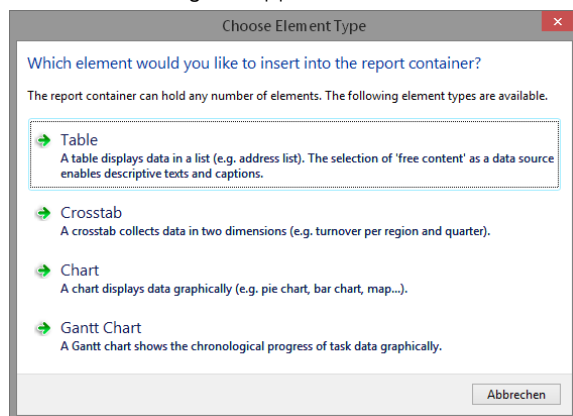 Choose Element Type
Which element would you like to insert into the report container?
The report container can hold any number of elements. The following element types are available.
Table
A table displays data in a list (e.g. address list). The selection of 'free content' as a data source
enables descriptive texts and captions.
Crosstab
A crosstab collects data in two dimensions (e.g. turnover per region and quarter).
Chart
A chart displays data graphically (e.g. pie chart, bar chart, map...).
Gantt Chart
A Gantt chart shows the chronological progress of task data graphically.
Abbrechen